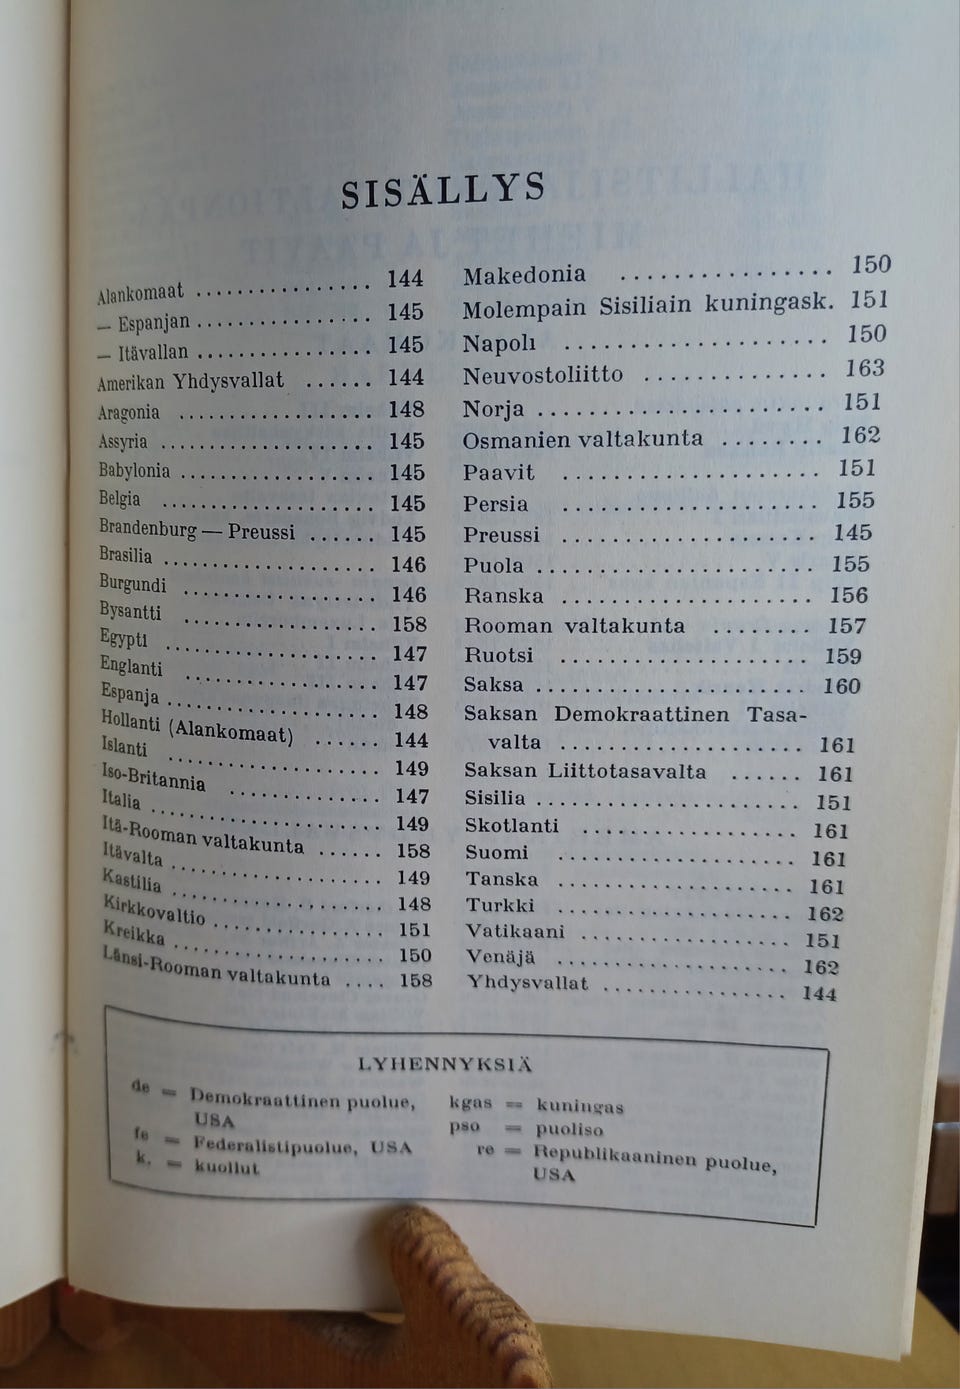 SISÄLLYS
Alankomaat ................ 144
— Espanjan ................ 145
— Itävallan ................ 145
Amerikan Yhdysvallat ...... 144
Aragonia .................. 148
Assyria ................... 145
Babylonia ................. 145
Belgia .................... 145
Brandenburg — Preussi ...... 145
Brasilia ................... 146
Burgundi .................. 146
Bysantti .................. 158
Egypti .................... 147
Englanti .................. 147
Espanja ................... 148
Hollanti (Alankomaat) ...... 144
Islanti .................... 149
Iso-Britannia .............. 147
Italia ..................... 149
Itä-Rooman valtakunta ...... 158
Itävalta ................... 149
Kastilia ................... 148
Kirkkovaltio ............... 151
Kreikka .................... 150
Länsi-Rooman valtakunta .... 158
Makedonia ................ 150
Molempain Sisiliain kuningask. 151
Napoli .................... 150
Neuvostoliitto .............. 163
Norja ...................... 151
Osmanien valtakunta ........ 162
Paavit .................... 151
Persia .................... 155
Preussi .................... 145
Puola ...................... 155
Ranska .................... 156
Rooman valtakunta ........ 157
Ruotsi .................... 159
Saksa ...................... 160
Saksan Demokraattinen Tasa-
valta .................... 161
Saksan Liittotasavalta ...... 161
Sisilia ...................... 151
Skotlanti .................. 161
Suomi .................... 161
Tanska .................... 161
Turkki .................... 162
Vatikaani .................. 151
Venäjä .................... 162
Yhdysvallat ................ 144
LYHENNYKSIÄ
de = Demokraattinen puolue,
USA
fe = Federalistipuolue, USA
k. = kuollut
kgas = kuningas
pso = puoliso
re = Republikaaninen puolue,
USA